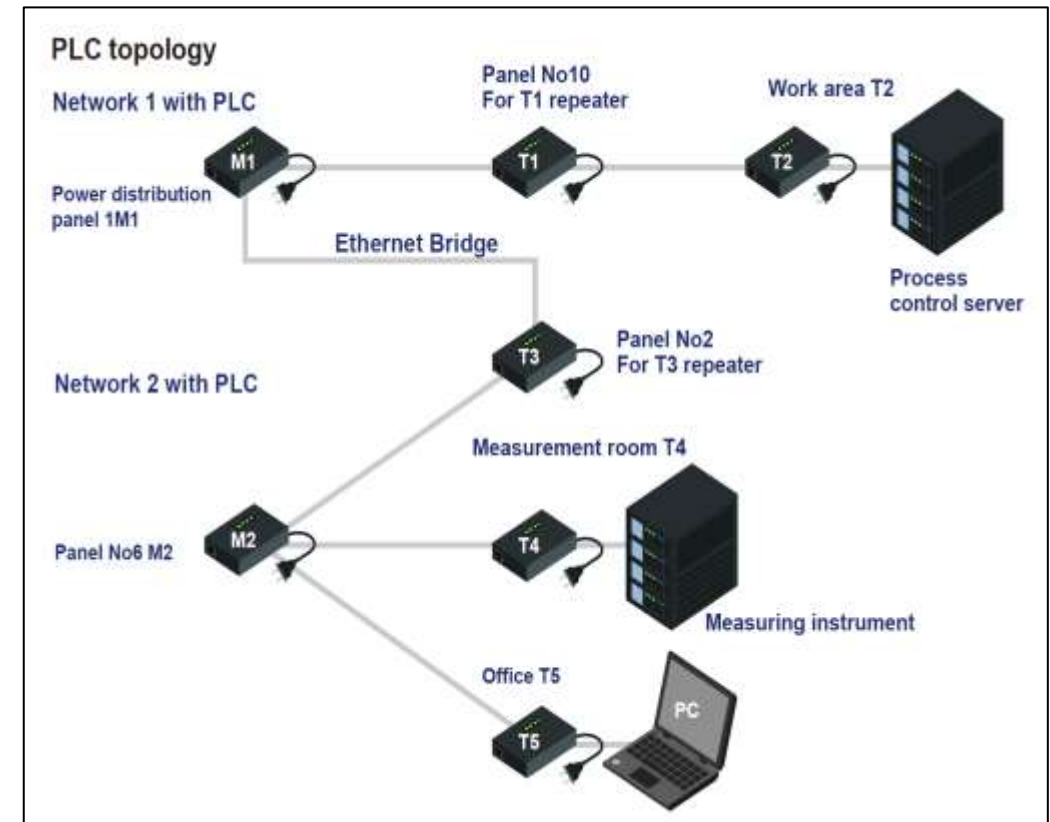 PLC topology
Network 1 with PLC
Panel No10
For T1 repeater
Work area T2
M1
T1
T2
Power distribution
panel 1M1
Ethernet Bridge
Process
control server
T3
Panel No2
For T3 repeater
Network 2 with PLC
Measurement room T4
M2
Panel No6 M2
T4
Measuring instrument
Office T5
T5
PC